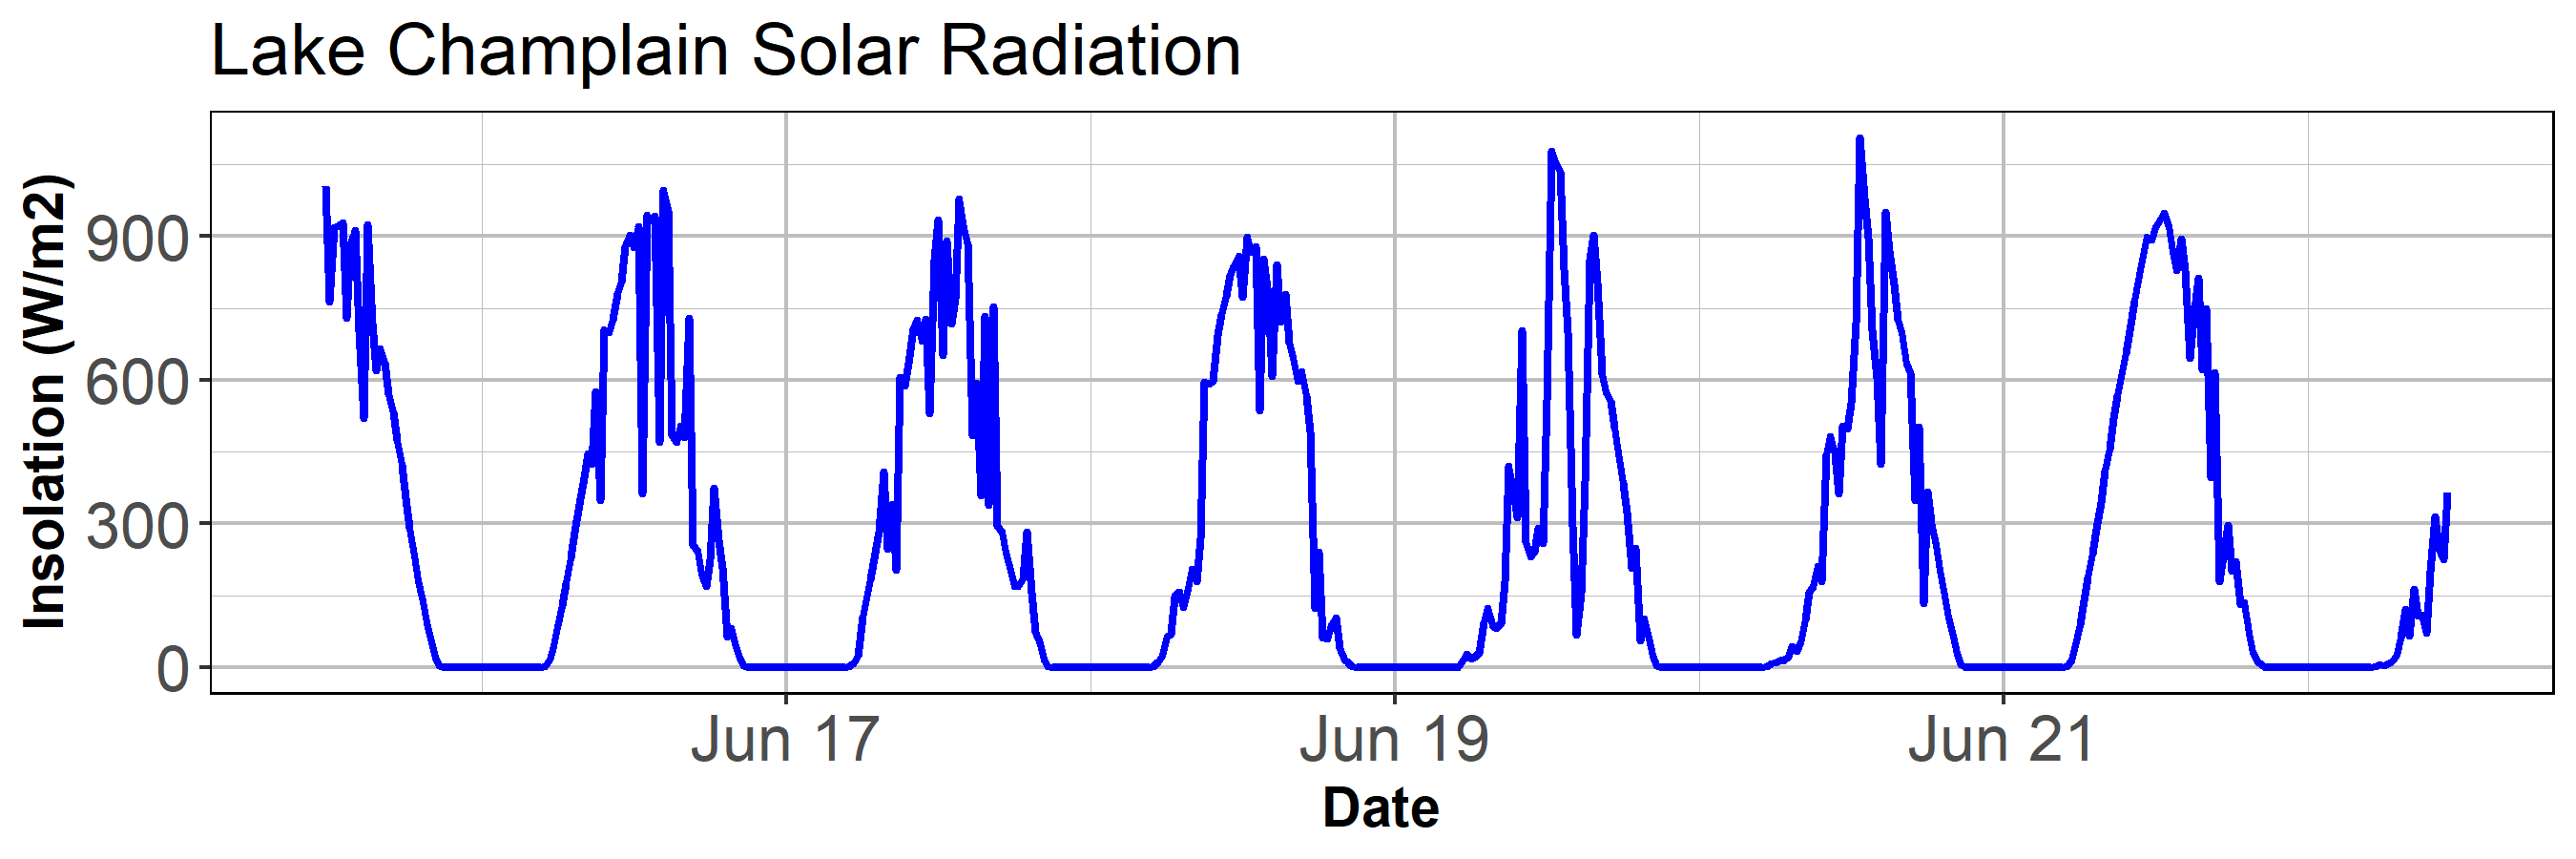 Lake Champlain Solar Radiation
Insolation (W/m2)
900
600
300
0
Jun 17 Jun 19 Jun 21
Date